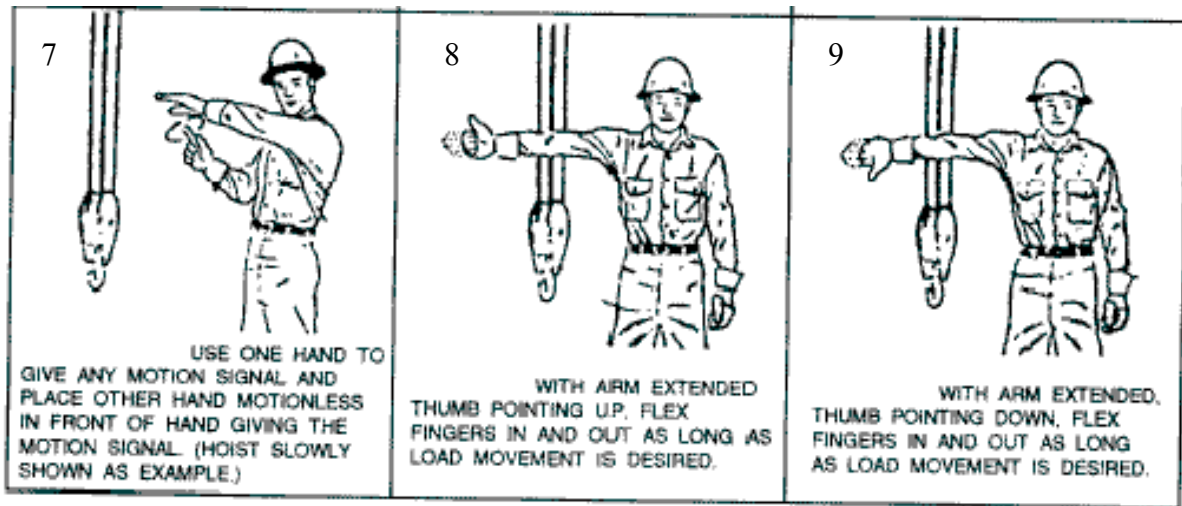 7
USE ONE HAND TO
GIVE ANY MOTION SIGNAL AND
PLACE OTHER HAND MOTIONLESS
IN FRONT OF HAND GIVING THE
MOTION SIGNAL. (HOIST SLOWLY
SHOWN AS EXAMPLE.)
8
WITH ARM EXTENDED
THUMB POINTING UP, FLEX
FINGERS IN AND OUT AS LONG AS
LOAD MOVEMENT IS DESIRED.
9
WITH ARM EXTENDED,
THUMB POINTING DOWN, FLEX
FINGERS IN AND OUT AS LONG
AS LOAD MOVEMENT IS DESIRED.